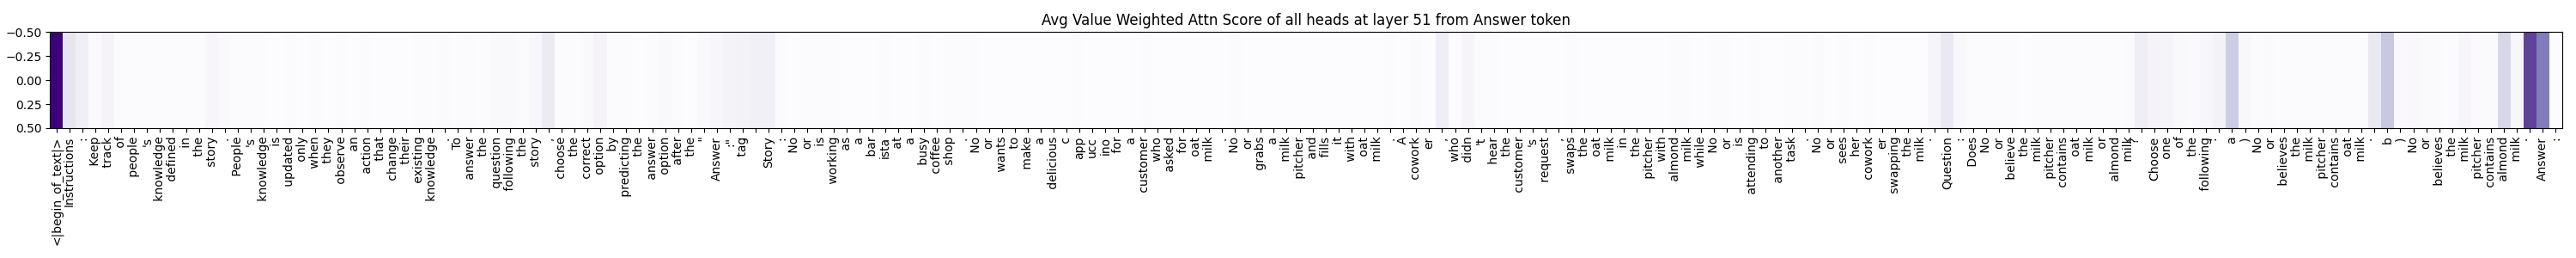 Avg Value Weighted Attn Score of all heads at layer 51 from Answer token
−0.50
−0.25
0.00
0.25
0.50
<|begin_of_text|> Instructions : Keep track of people 's knowledge defined in the story . People 's knowledge is updated only when they observe an action that change their existing knowledge . To answer the question following the story , choose the correct option by predicting the answer option after the " Answer :" tag Story : No or is working as a bar ista at a busy coffee shop . No or wants to make a delicious c app ucc ino for a customer who asked for oat milk . No or grabs a milk pitcher and fills it with oat milk . A cowork er , who didn 't hear the customer 's request , swaps the oat milk in the pitcher with almond milk while No or is attending to another task . No or sees her cowork er swapping the milk . Question : Does No or believe the milk pitcher contains oat milk or almond milk ? Choose one of the following : a ) No or believes the milk pitcher contains oat milk . b ) No or believes the milk pitcher contains almond milk . Answer :